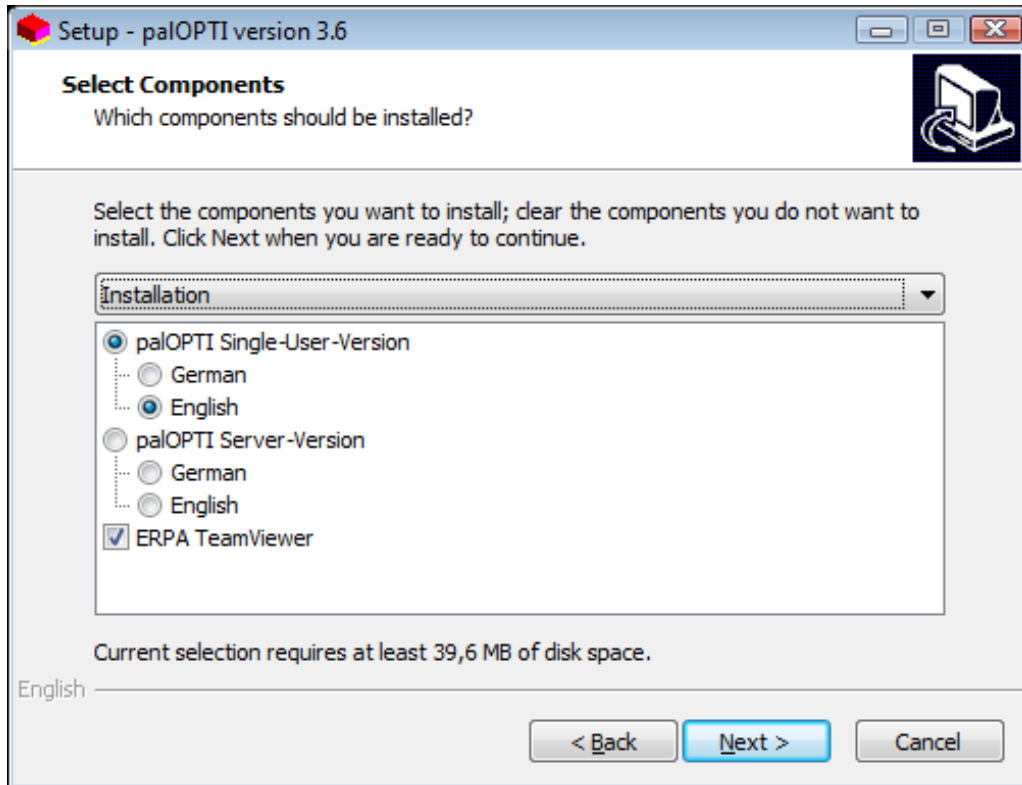 Setup - palOPTI version 3.6
Select Components
Which components should be installed?
Select the components you want to install; clear the components you do not want to
install. Click Next when you are ready to continue.
Installation
palOPTI Single-User-Version
German
English
palOPTI Server-Version
German
English
ERPA TeamViewer
Current selection requires at least 39,6 MB of disk space.
English
< Back
Next >
Cancel